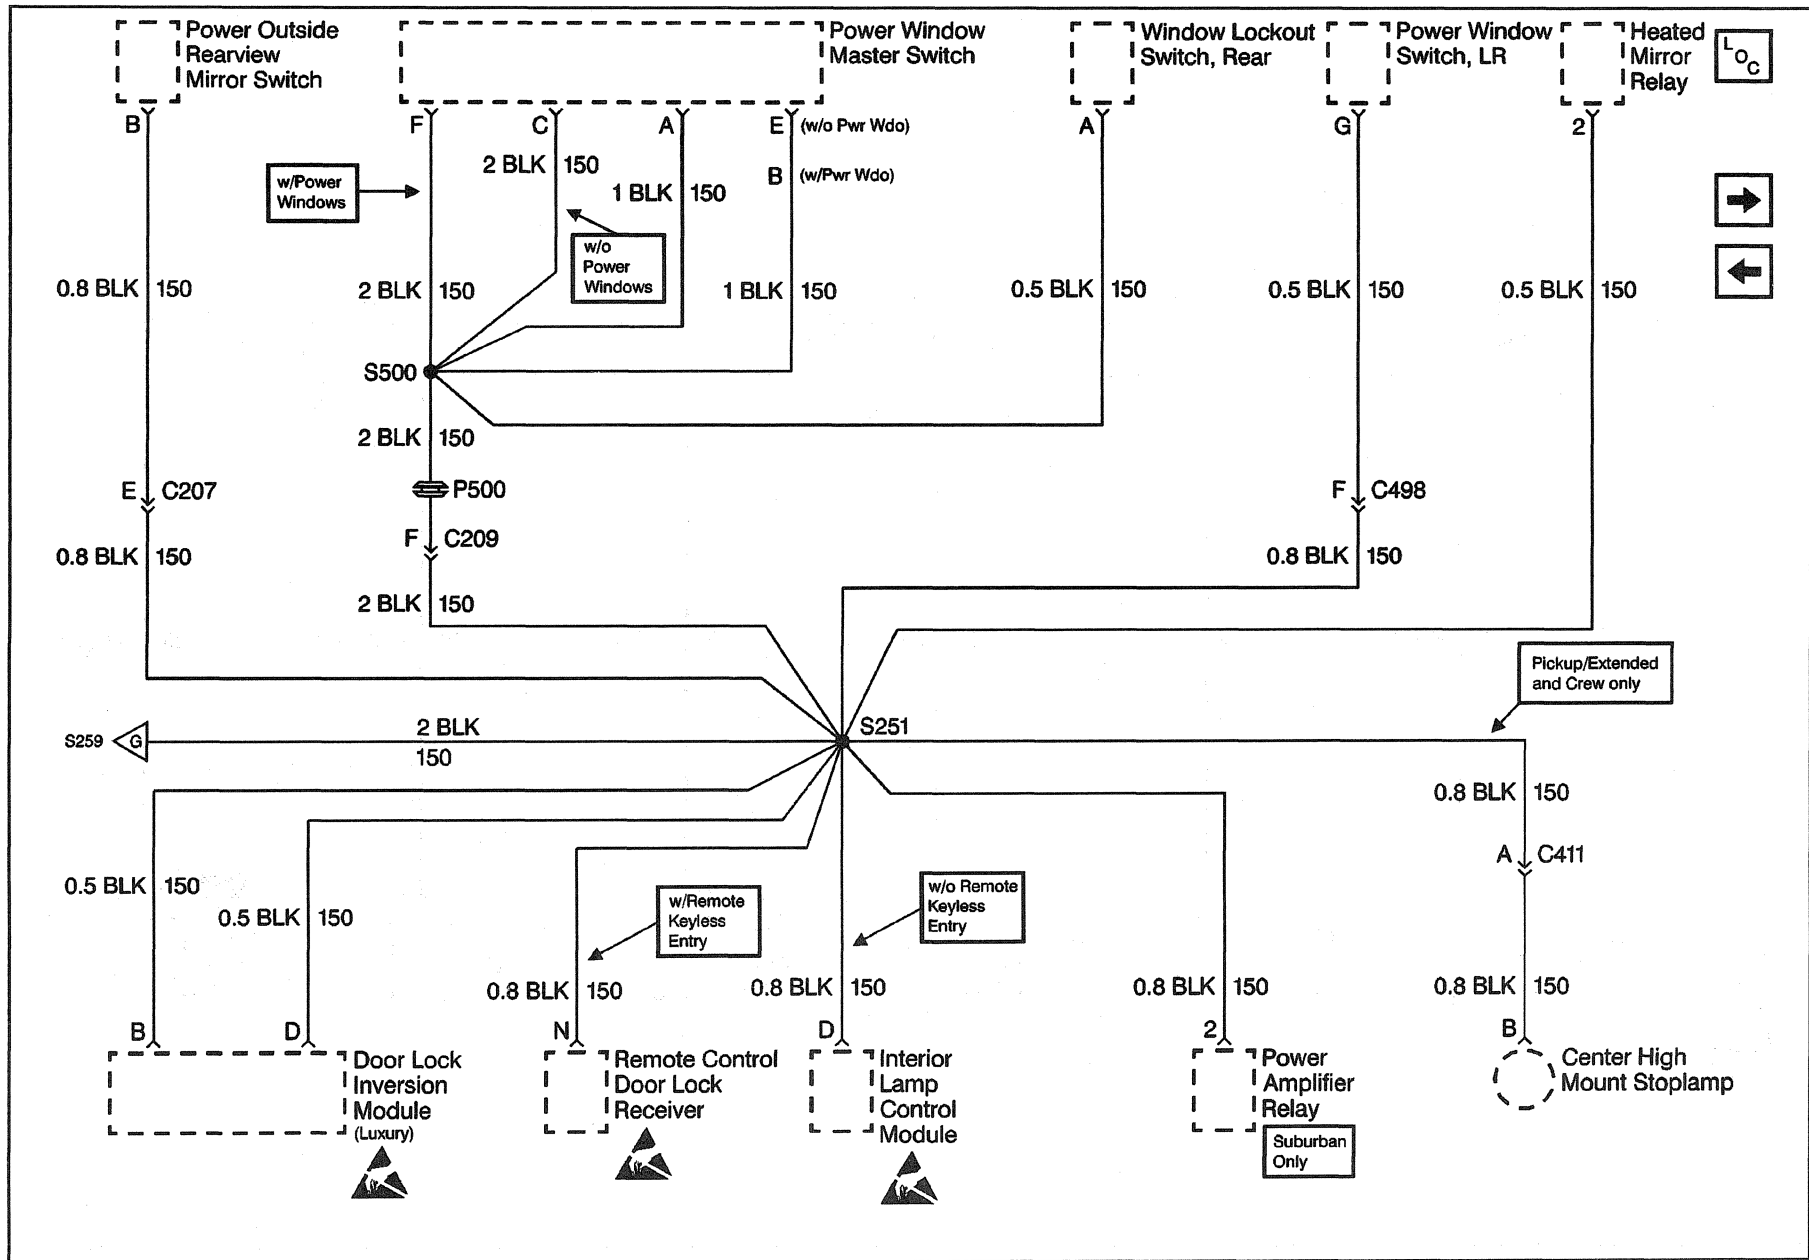 Power Outside
Rearview
Mirror Switch
Power Window
Master Switch
Window Lockout
Switch, Rear
Power Window
Switch, LR
Heated
Mirror
Relay
LOC
B
F
C
A
E (w/o Pwr Wdo)
B (w/Pwr Wdo)
A
G
2
w/Power
Windows
2 BLK 150
1 BLK 150
w/o
Power
Windows
0.8 BLK 150
2 BLK 150
1 BLK 150
0.5 BLK 150
0.5 BLK 150
0.5 BLK 150
S500
2 BLK 150
E C207
P500
F C498
F C209
0.8 BLK 150
0.8 BLK 150
2 BLK 150
Pickup/Extended
and Crew only
S259 G
2 BLK
150
S251
0.8 BLK 150
A C411
0.5 BLK 150
0.5 BLK 150
w/Remote
Keyless
Entry
w/o Remote
Keyless
Entry
0.8 BLK 150
0.8 BLK 150
0.8 BLK 150
0.8 BLK 150
B
D
N
D
2
B
Door Lock
Inversion
Module
(Luxury)
Remote Control
Door Lock
Receiver
Interior
Lamp
Control
Module
Power
Amplifier
Relay
Suburban
Only
Center High
Mount Stoplamp